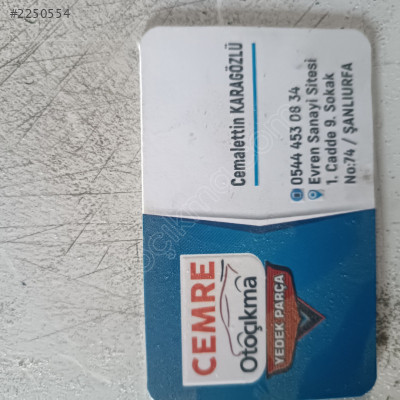 #2250554
CEMRE
Otoçıkma
YEDEK PARÇA
Cemalettin KARAGÖZLÜ
0544 453 08 34
Evren Sanayi Sitesi
1. Cadde 9. Sokak
No:74 / ŞANLIURFA